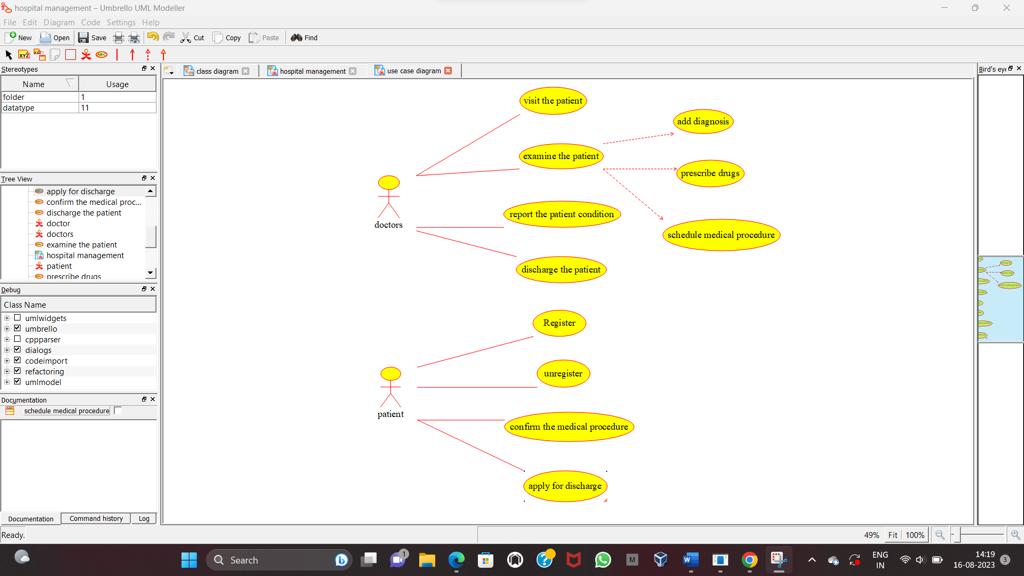 hospital management – Umbrello UML Modeller
File Edit Diagram Code Settings Help
New Open Save Cut Copy Paste Find
Stereotypes
Name Usage
folder 1
datatype 11
Tree View
apply for discharge
confirm the medical proc...
discharge the patient
doctor
doctors
examine the patient
hospital management
patient
prescribe drugs
Debug
Class Name
umlwidgets
umbrello
cppparser
dialogs
codeimport
refactoring
umlmodel
Documentation
schedule medical procedure
Documentation Command history Log
Ready.
class diagram hospital management use case diagram
visit the patient
add diagnosis
examine the patient
prescribe drugs
doctors
report the patient condition
schedule medical procedure
discharge the patient
Register
unregister
patient
confirm the medical procedure
apply for discharge
Bird's eye
49% Fit 100%
Search
ENG
IN
14:19
16-08-2023
3